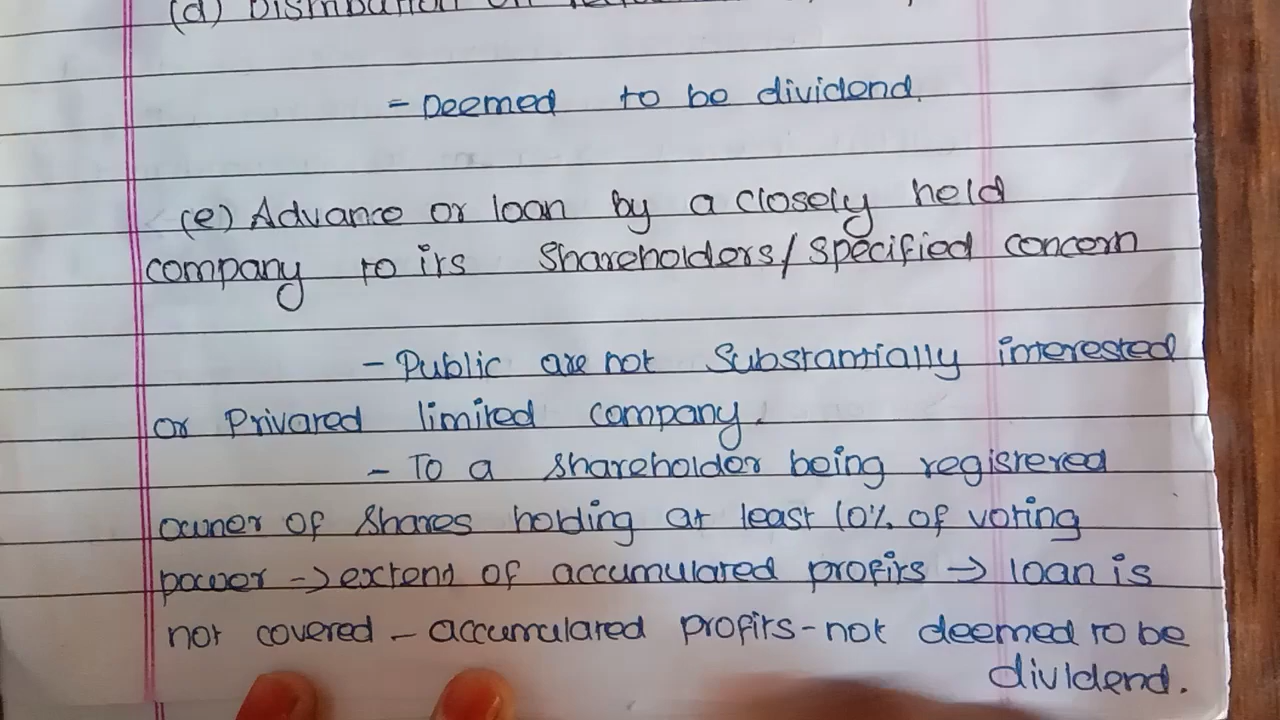 (d) Distribution on
- Deemed to be dividend.
(e) Advance or loan by a closely held
company to its Shareholders/Specified concern
- Public are not Substantially interested
or Privated limited company.
- To a shareholder being registered
owner of shares holding at least 10% of voting
power -> extend of accumulated profits -> loan is
not covered - accumulated profits - not deemed to be
dividend.